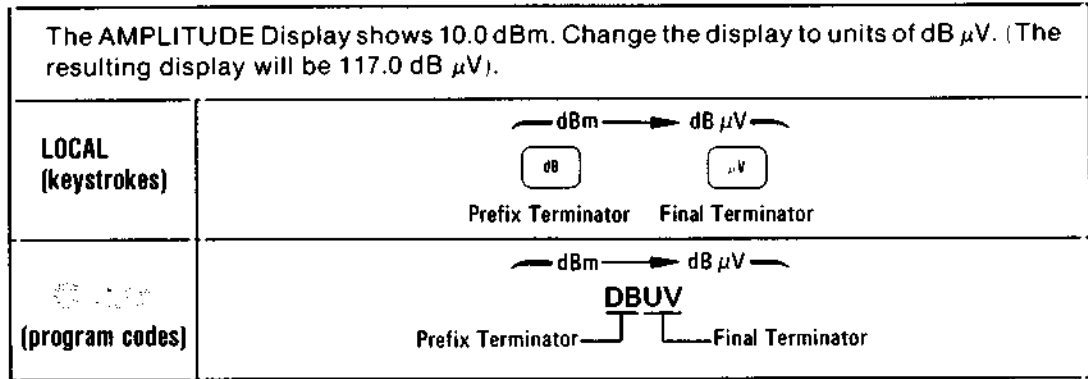 The AMPLITUDE Display shows 10.0 dBm. Change the display to units of dB μV. (The
resulting display will be 117.0 dB μV).
LOCAL
(keystrokes)
dBm dB μV
dB μV
Prefix Terminator Final Terminator
(program codes)
dBm dB μV
DBUV
Prefix Terminator Final Terminator